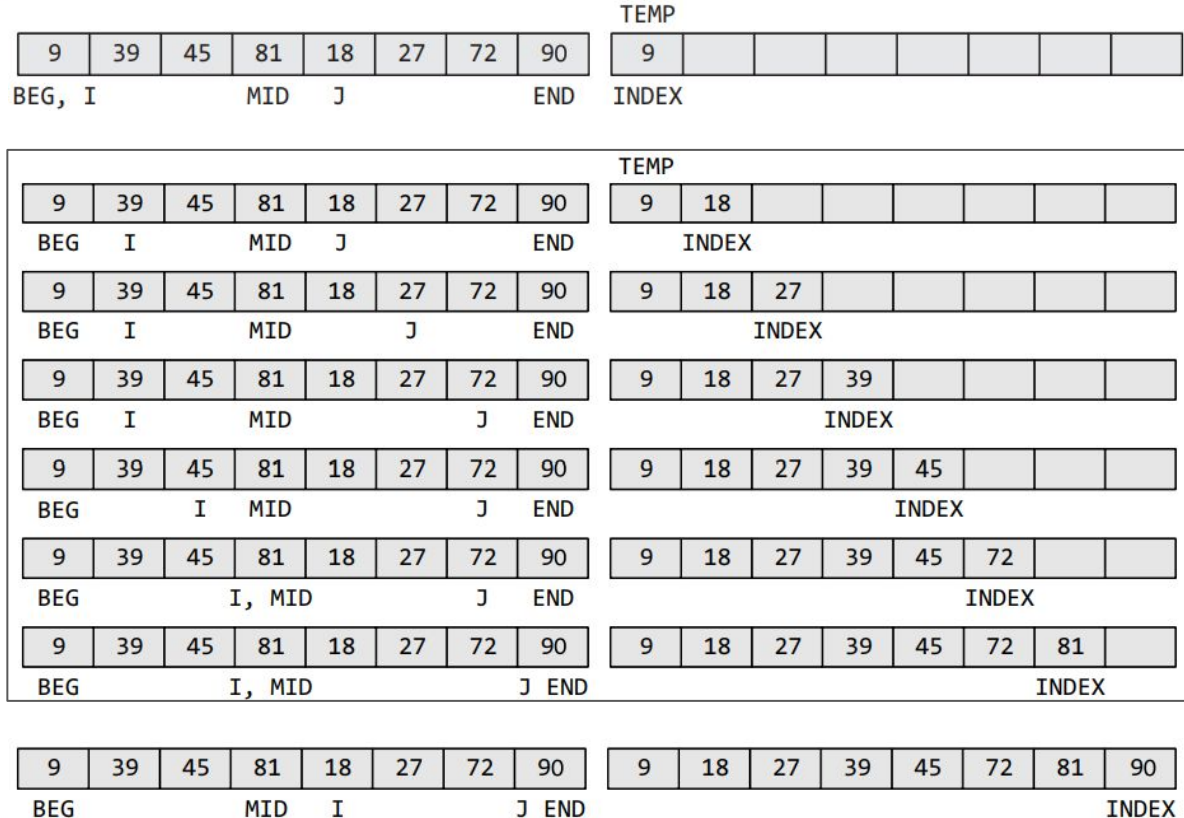 TEMP
9 39 45 81 18 27 72 90 9
BEG, I MID J END INDEX
TEMP
9 39 45 81 18 27 72 90 9 18
BEG I MID J END INDEX
9 39 45 81 18 27 72 90 9 18 27
BEG I MID J END INDEX
9 39 45 81 18 27 72 90 9 18 27 39
BEG I MID J END INDEX
9 39 45 81 18 27 72 90 9 18 27 39 45
BEG I MID J END INDEX
9 39 45 81 18 27 72 90 9 18 27 39 45 72
BEG I, MID J END INDEX
9 39 45 81 18 27 72 90 9 18 27 39 45 72 81
BEG I, MID J END INDEX
9 39 45 81 18 27 72 90 9 18 27 39 45 72 81 90
BEG MID I J END INDEX